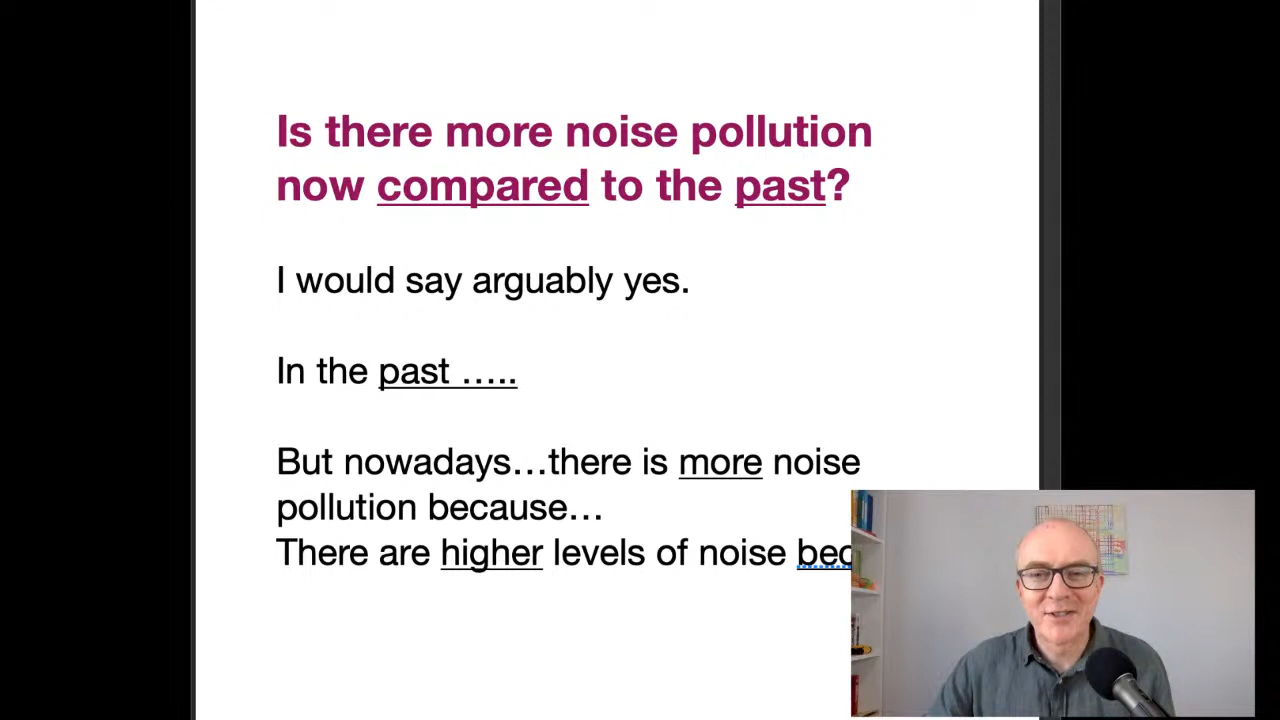 Is there more noise pollution
now compared to the past?
I would say arguably yes.
In the past …..
But nowadays…there is more noise
pollution because…
There are higher levels of noise bec